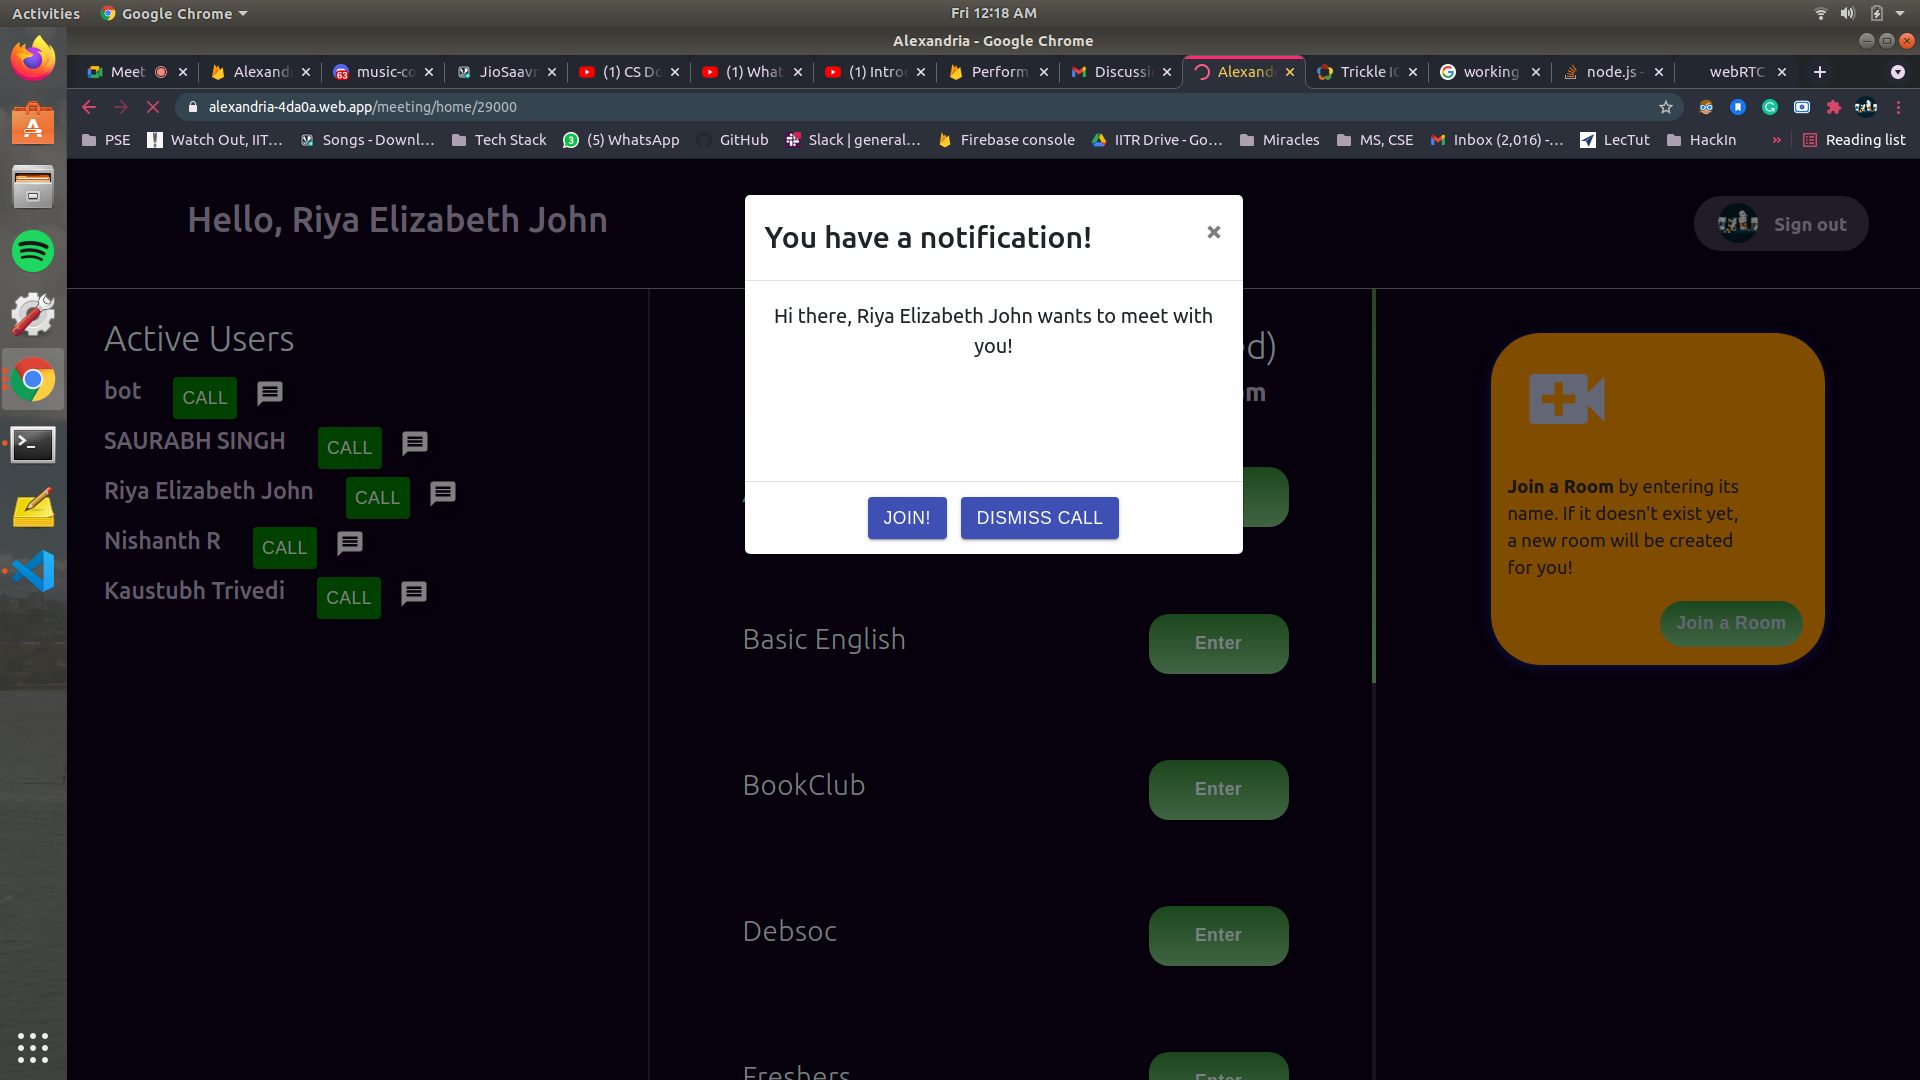 Activities
Google Chrome
Fri 12:18 AM
Alexandria - Google Chrome
Meet
Alexand
music-co
JioSaavn
(1) CS Do
(1) What
(1) Introd
Perform
Discussi
Alexand
Trickle IC
working
node.js -
webRTC
alexandria-4da0a.web.app/meeting/home/29000
PSE
Watch Out, IIT...
Songs - Downl...
Tech Stack
(5) WhatsApp
GitHub
Slack | general...
Firebase console
IITR Drive - Go...
Miracles
MS, CSE
Inbox (2,016) -...
LecTut
HackIn
»
Reading list
Hello, Riya Elizabeth John
Sign out
You have a notification!
×
Hi there, Riya Elizabeth John wants to meet with
you!
JOIN!
DISMISS CALL
Active Users
bot CALL
SAURABH SINGH CALL
Riya Elizabeth John CALL
Nishanth R CALL
Kaustubh Trivedi CALL
ed)
om
Basic English Enter
BookClub Enter
Debsoc Enter
Freshers Enter
Join a Room by entering its
name. If it doesn't exist yet,
a new room will be created
for you!
Join a Room